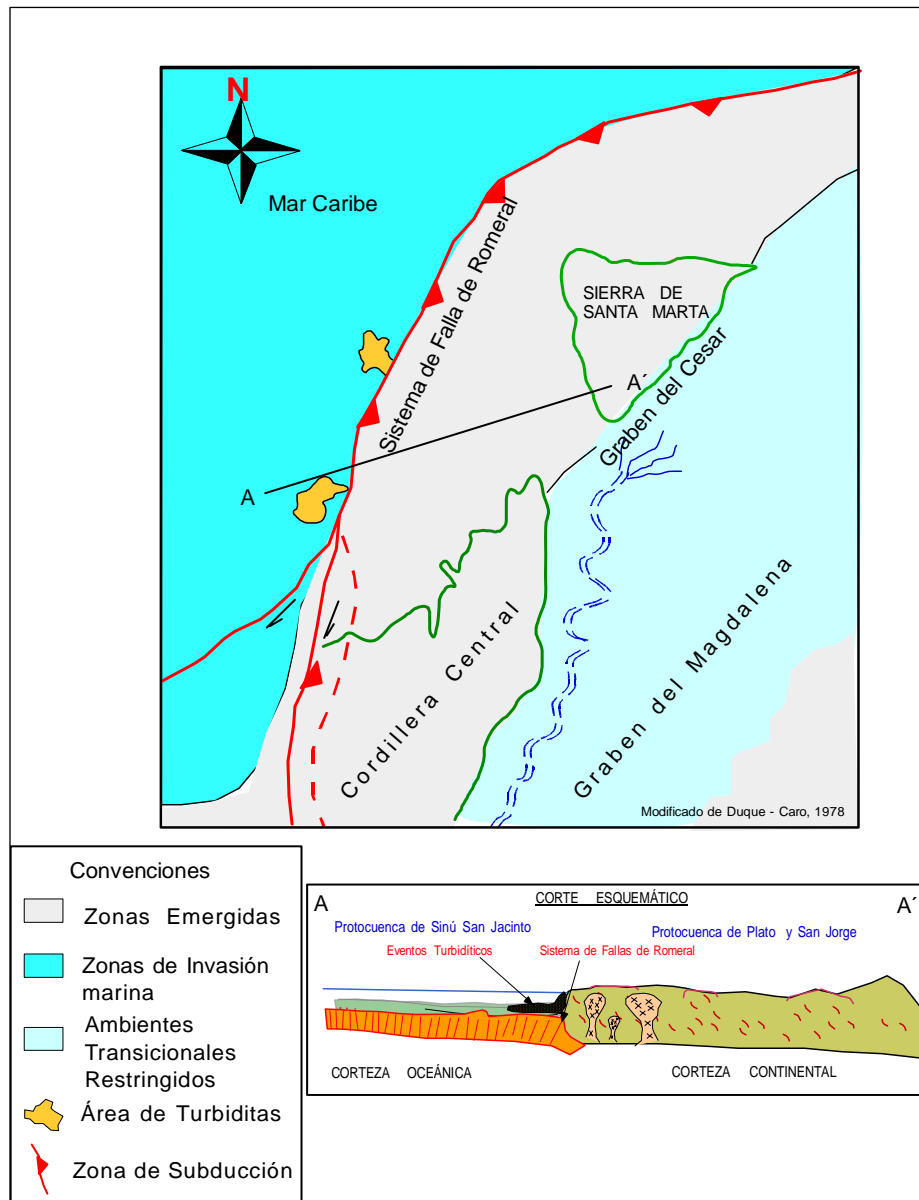 N
Mar Caribe
Sistema de Falla de Romeral
SIERRA DE
SANTA MARTA
A´
Graben del Cesar
A
Cordillera Central
Graben del Magdalena
Modificado de Duque - Caro, 1978
Convenciones
Zonas Emergidas
Zonas de Invasión
marina
Ambientes
Transicionales
Restringidos
Área de Turbiditas
Zona de Subducción
A
CORTE ESQUEMÁTICO
A´
Protocuenca de Sinú San Jacinto
Protocuenca de Plato y San Jorge
Eventos Turbidíticos
Sistema de Fallas de Romeral
CORTEZA OCEÁNICA
CORTEZA CONTINENTAL